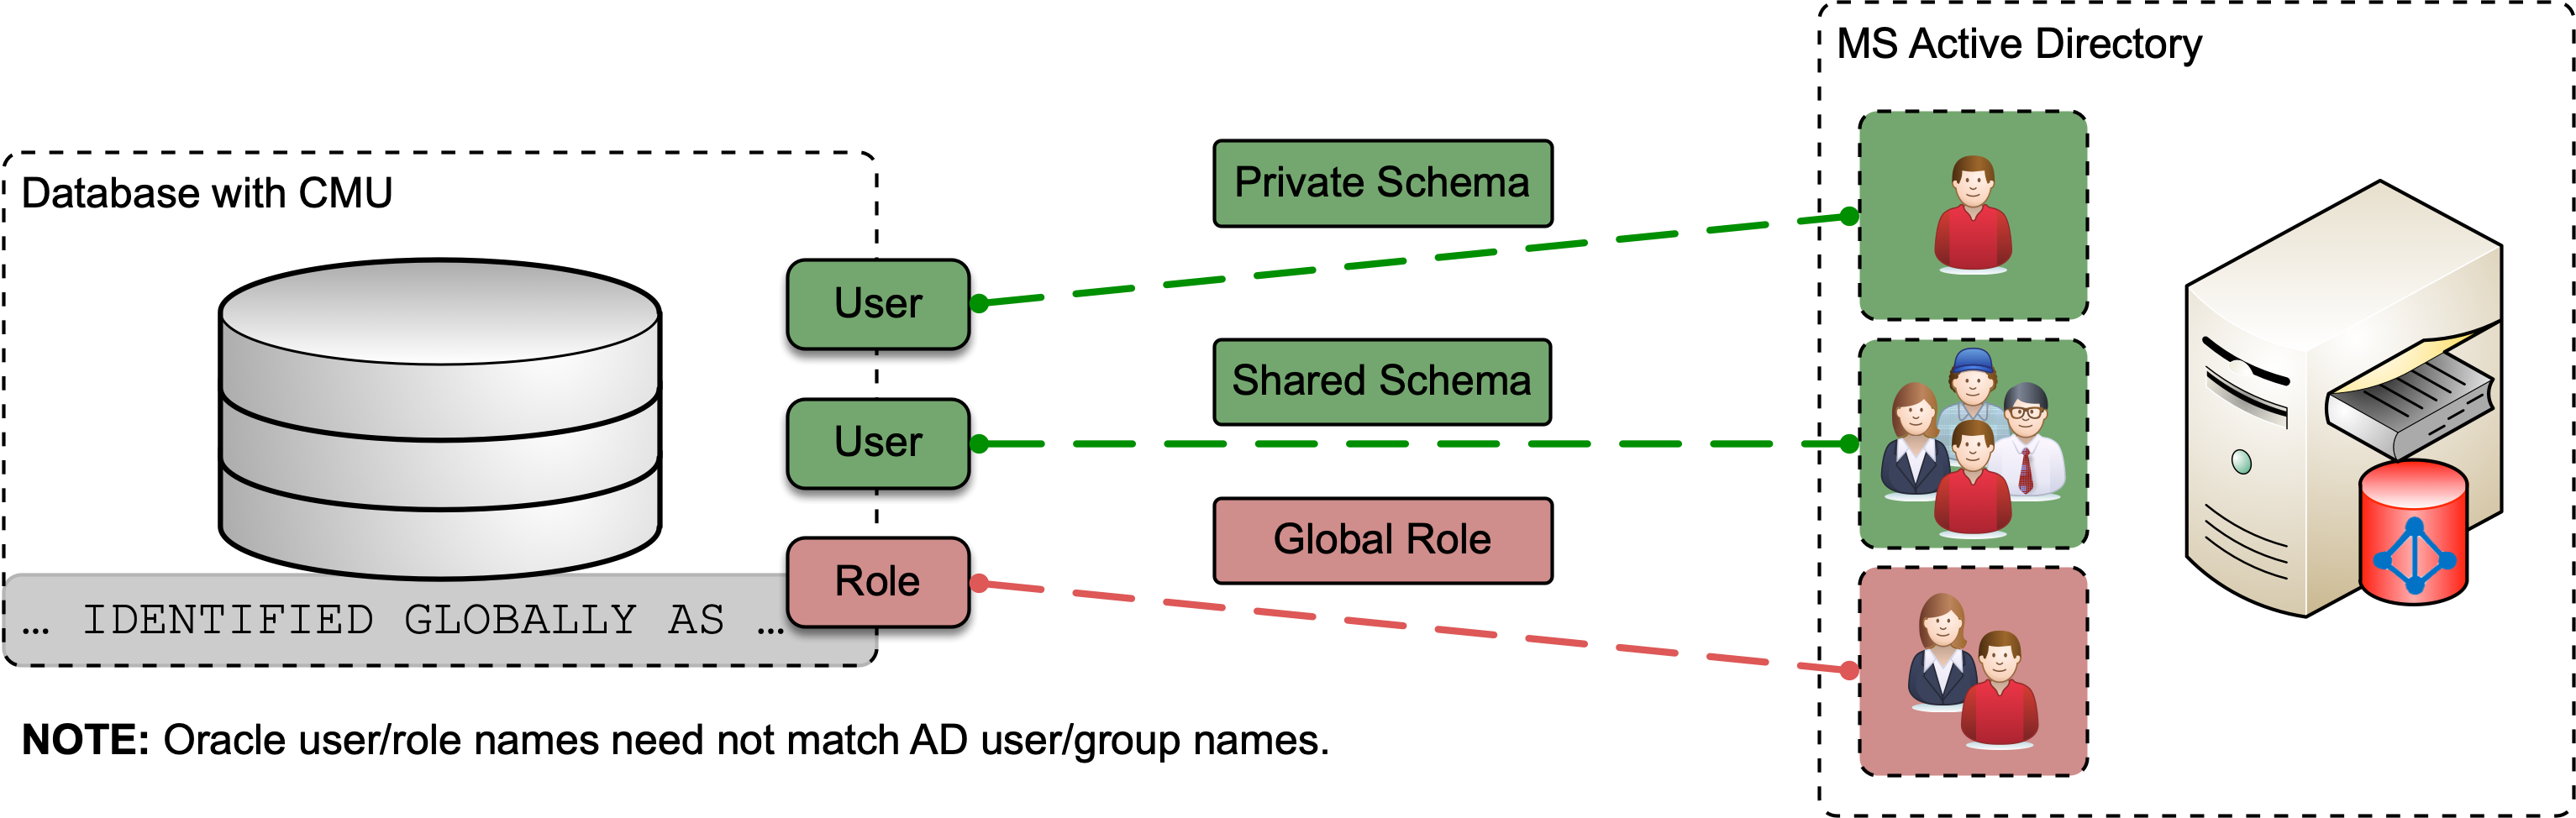 MS Active Directory
Database with CMU
Private Schema
User
Shared Schema
User
Global Role
Role
… IDENTIFIED GLOBALLY AS …
NOTE: Oracle user/role names need not match AD user/group names.